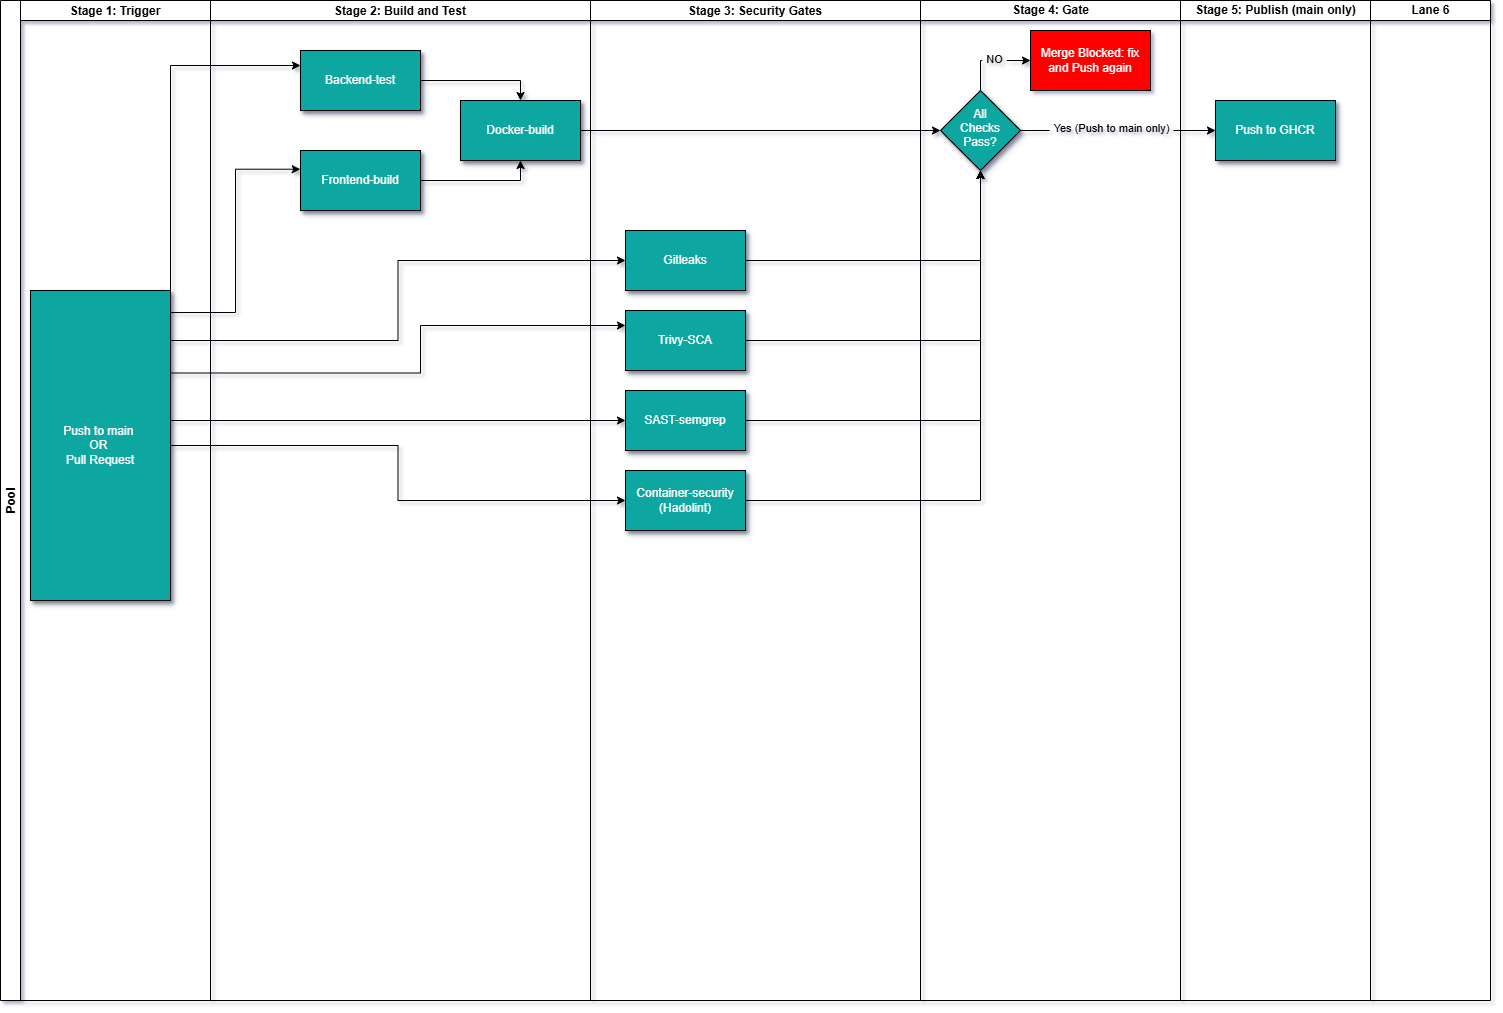 Stage 1: Trigger
Stage 2: Build and Test
Stage 3: Security Gates
Stage 4: Gate
Stage 5: Publish (main only)
Lane 6
Pool
Push to main
OR
Pull Request
Backend-test
Frontend-build
Docker-build
Gitleaks
Trivy-SCA
SAST-semgrep
Container-security
(Hadolint)
All
Checks
Pass?
NO
Merge Blocked: fix
and Push again
Yes (Push to main only)
Push to GHCR